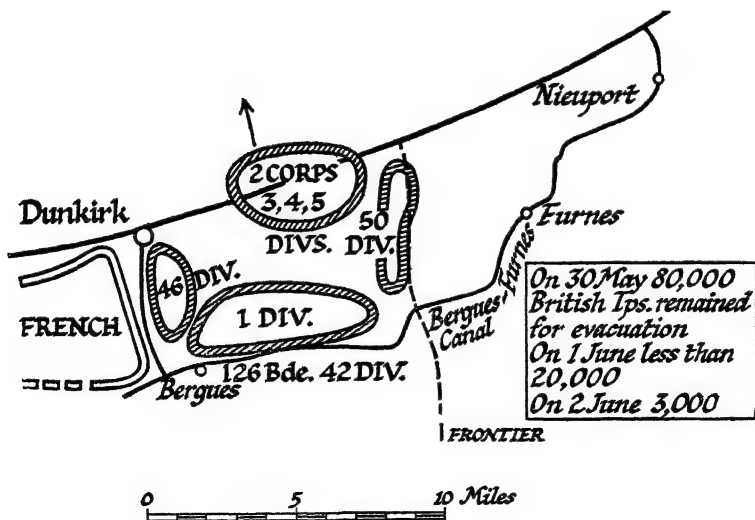 Nieuport
2 CORPS
3, 4, 5
DIVS.
50
DIV.
Dunkirk
Furnes
46 DIV.
1 DIV.
FRENCH
Bergues-Furnes
Canal
126 Bde. 42 DIV.
Bergues
On 30 May 80,000
British Tps. remained
for evacuation
On 1 June less than
20,000
On 2 June 3,000
FRONTIER
0 5 10 Miles